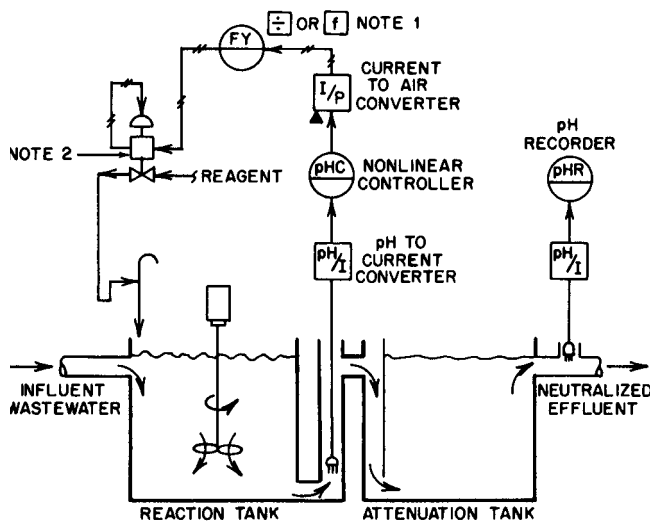 ÷ OR f NOTE 1
FY
CURRENT
TO AIR
CONVERTER
I/P
pH
RECORDER
NOTE 2
REAGENT
pHC
NONLINEAR
CONTROLLER
pHR
pH/I
pH TO
CURRENT
CONVERTER
pH/I
INFLUENT
WASTEWATER
NEUTRALIZED
EFFLUENT
REACTION TANK
ATTENUATION TANK